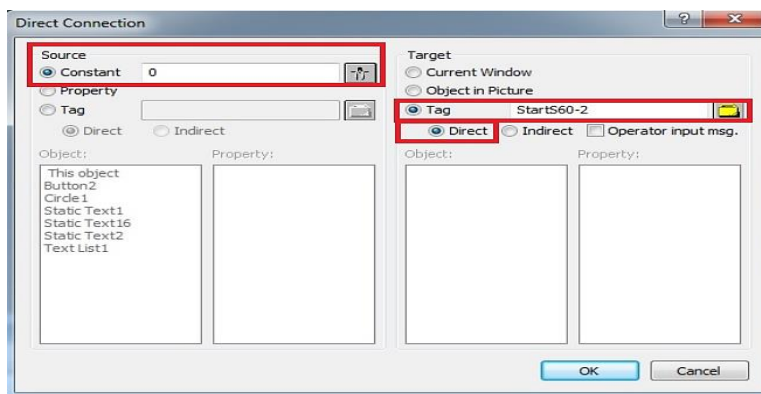 Direct Connection
Source
Constant 0
Property
Tag
Direct Indirect
Object: Property:
This object
Button2
Circle1
Static Text1
Static Text16
Static Text2
Text List1
Target
Current Window
Object in Picture
Tag StartS60-2
Direct Indirect Operator input msg.
Object: Property:
OK Cancel